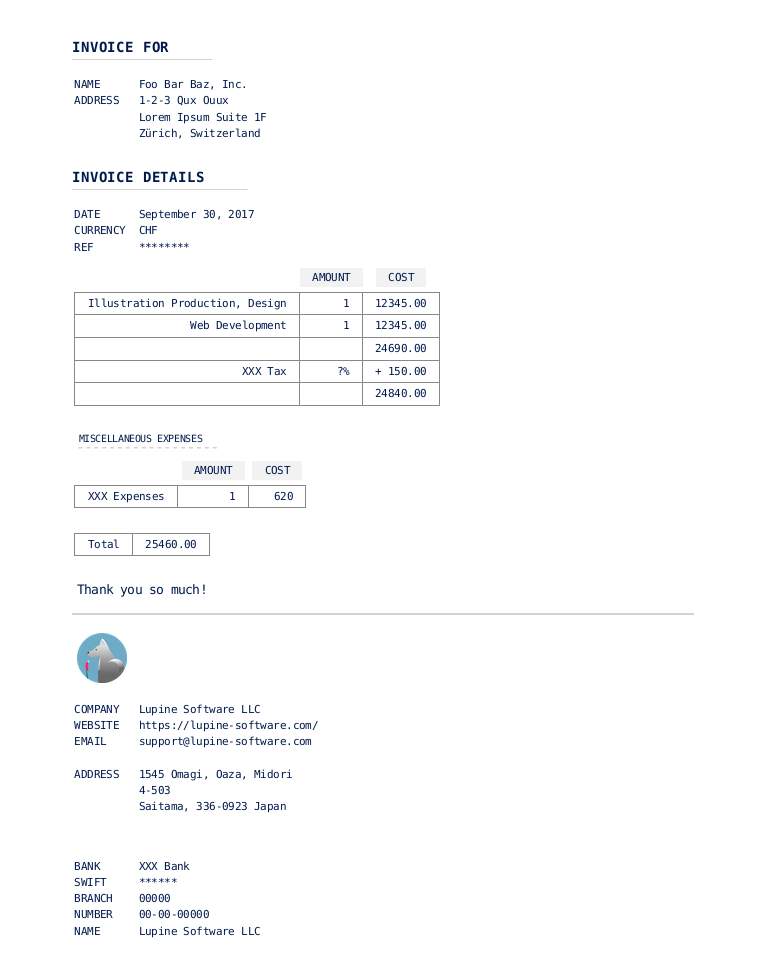 INVOICE FOR
NAME Foo Bar Baz, Inc.
ADDRESS 1-2-3 Qux Ouux
Lorem Ipsum Suite 1F
Zürich, Switzerland
INVOICE DETAILS
DATE September 30, 2017
CURRENCY CHF
REF ********
AMOUNT COST
Illustration Production, Design 1 12345.00
Web Development 1 12345.00
24690.00
XXX Tax ?% + 150.00
24840.00
MISCELLANEOUS EXPENSES
AMOUNT COST
XXX Expenses 1 620
Total 25460.00
Thank you so much!
COMPANY Lupine Software LLC
WEBSITE https://lupine-software.com/
EMAIL support@lupine-software.com
ADDRESS 1545 Omagi, Oaza, Midori
4-503
Saitama, 336-0923 Japan
BANK XXX Bank
SWIFT ******
BRANCH 00000
NUMBER 00-00-00000
NAME Lupine Software LLC